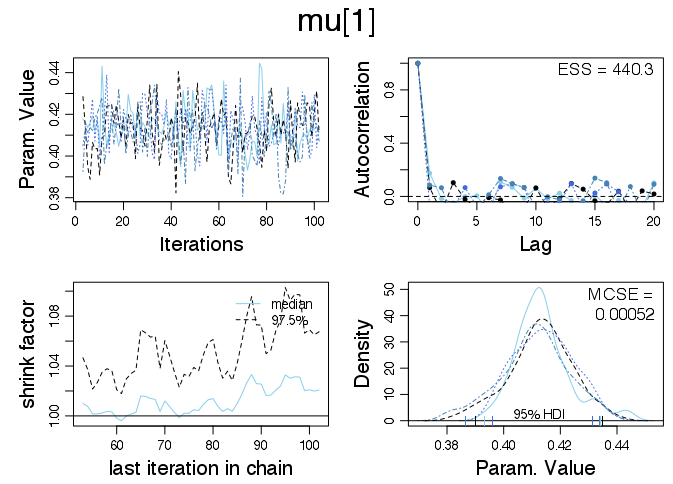 mu[1]
0.38 0.40 0.42 0.44
Param. Value
0 20 40 60 80 100
Iterations
ESS = 440.3
0.0 0.4 0.8
Autocorrelation
0 5 10 15 20
Lag
median
97.5%
1.00 1.04 1.08
shrink factor
60 70 80 90 100
last iteration in chain
MCSE =
0.00052
0 10 20 30 40 50
Density
95% HDI
0.38 0.40 0.42 0.44
Param. Value